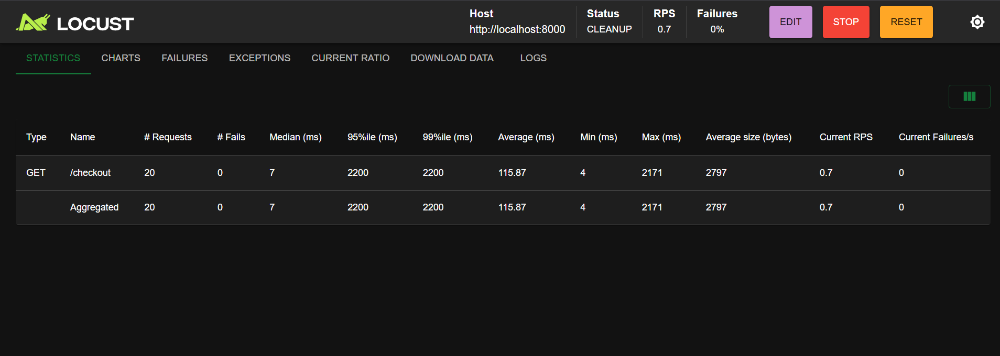 LOCUST
Host
http://localhost:8000
Status
CLEANUP
RPS
0.7
Failures
0%
EDIT
STOP
RESET
STATISTICS CHARTS FAILURES EXCEPTIONS CURRENT RATIO DOWNLOAD DATA LOGS
Type Name # Requests # Fails Median (ms) 95%ile (ms) 99%ile (ms) Average (ms) Min (ms) Max (ms) Average size (bytes) Current RPS Current Failures/s
GET /checkout 20 0 7 2200 2200 115.87 4 2171 2797 0.7 0
Aggregated 20 0 7 2200 2200 115.87 4 2171 2797 0.7 0